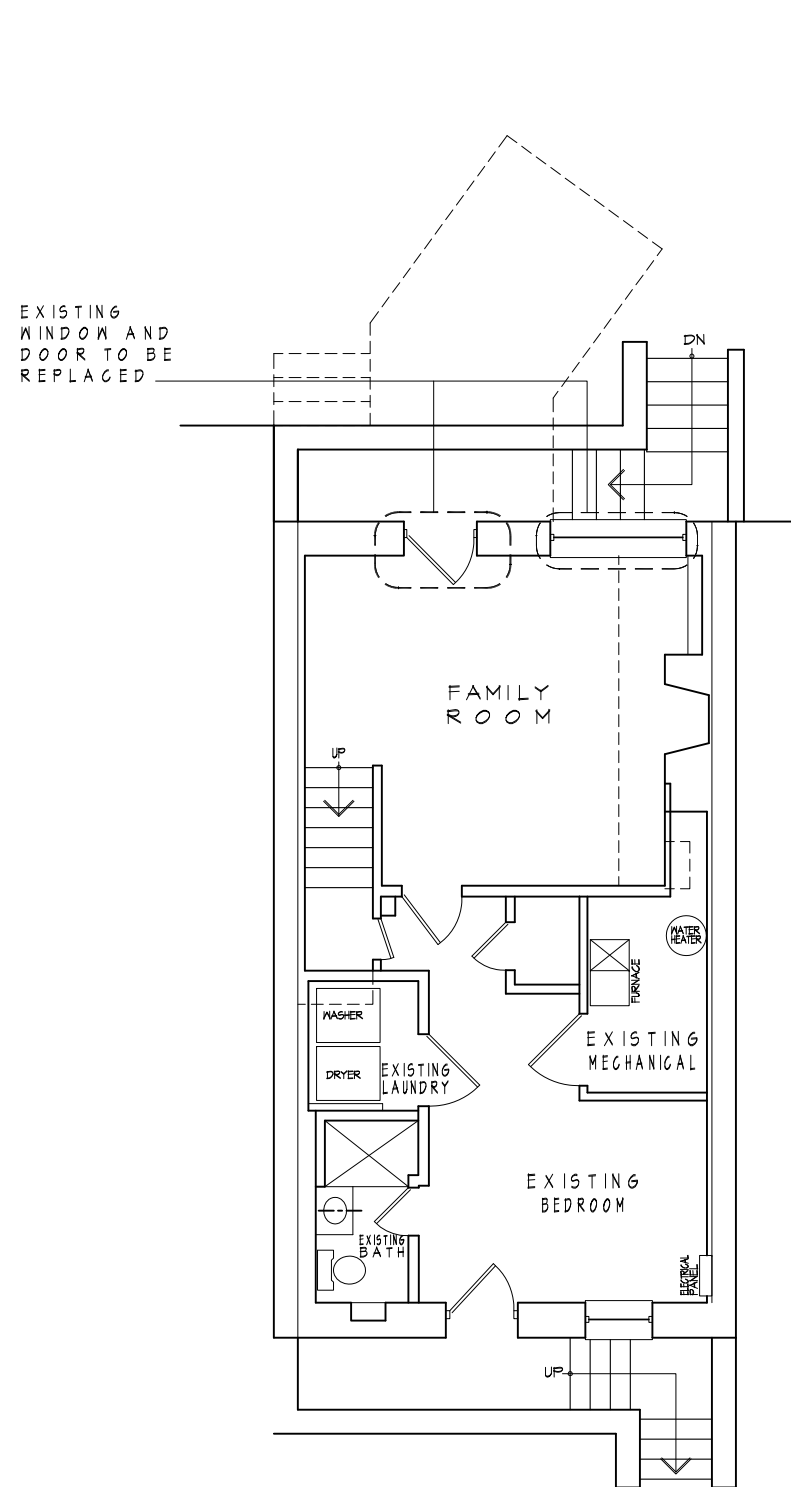 EXISTING
WINDOW AND
DOOR TO BE
REPLACED
DN
FAMILY
ROOM
UP
WATER
HEATER
FURNACE
WASHER
EXISTING
MECHANICAL
DRYER
EXISTING
LAUNDRY
EXISTING
BEDROOM
EXISTING
BATH
ELECTRICAL
PANEL
UP